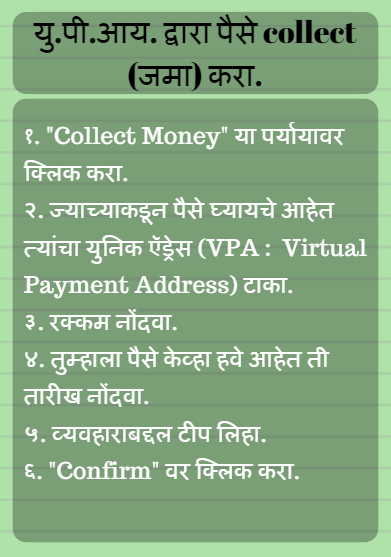 यु.पी.आय. द्वारा पैसे collect
(जमा) करा.
१. "Collect Money" या पर्यायावर
क्लिक करा.
२. ज्याच्याकडून पैसे घ्यायचे आहेत
त्यांचा युनिक ऍड्रेस (VPA : Virtual
Payment Address) टाका.
३. रक्कम नोंदवा.
४. तुम्हाला पैसे केव्हा हवे आहेत ती
तारीख नोंदवा.
५. व्यवहाराबद्दल टीप लिहा.
६. "Confirm" वर क्लिक करा.